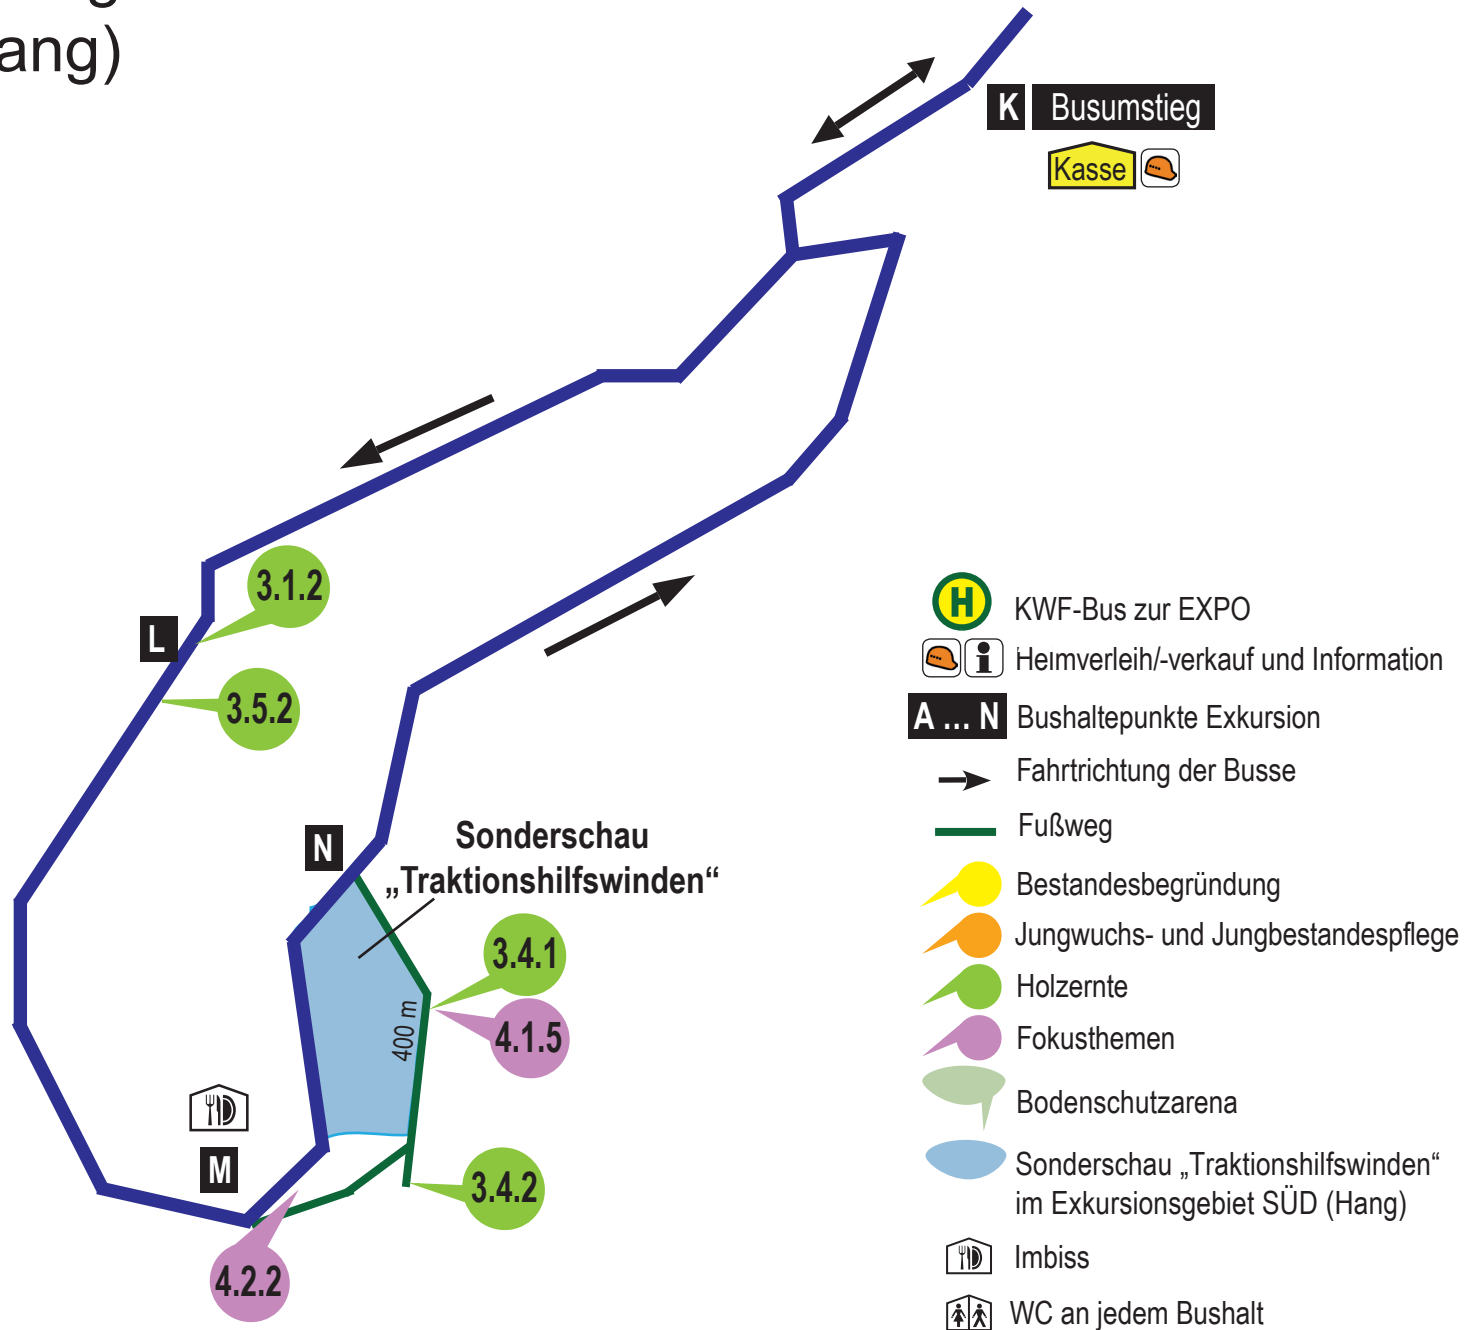 ang)
K Busumstieg
Kasse
3.1.2
L
3.5.2
N
Sonderschau
„Traktionshilfswinden“
3.4.1
400 m
4.1.5
M
3.4.2
4.2.2
H KWF-Bus zur EXPO
Helmverleih/-verkauf und Information
A ... N Bushaltepunkte Exkursion
Fahrtrichtung der Busse
Fußweg
Bestandesbegründung
Jungwuchs- und Jungbestandespflege
Holzernte
Fokusthemen
Bodenschutzarena
Sonderschau „Traktionshilfswinden“
im Exkursionsgebiet SÜD (Hang)
Imbiss
WC an jedem Bushalt